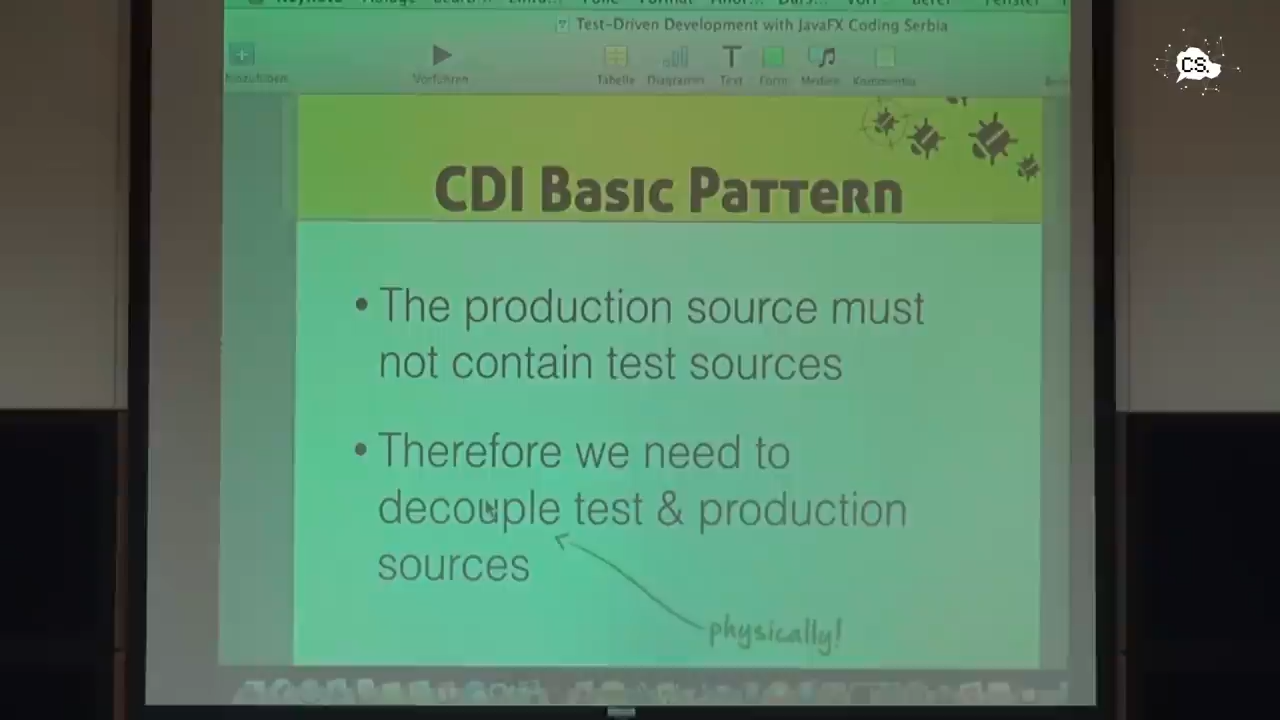 Test-Driven Development with JavaFX Coding Serbia
Hinzufügen
Vorführen
Tabelle
Diagramm
Text
Form
Medien
Kommentar
CS.
CDI Basic Pattern
• The production source must
not contain test sources
• Therefore we need to
decouple test & production
sources
physically!